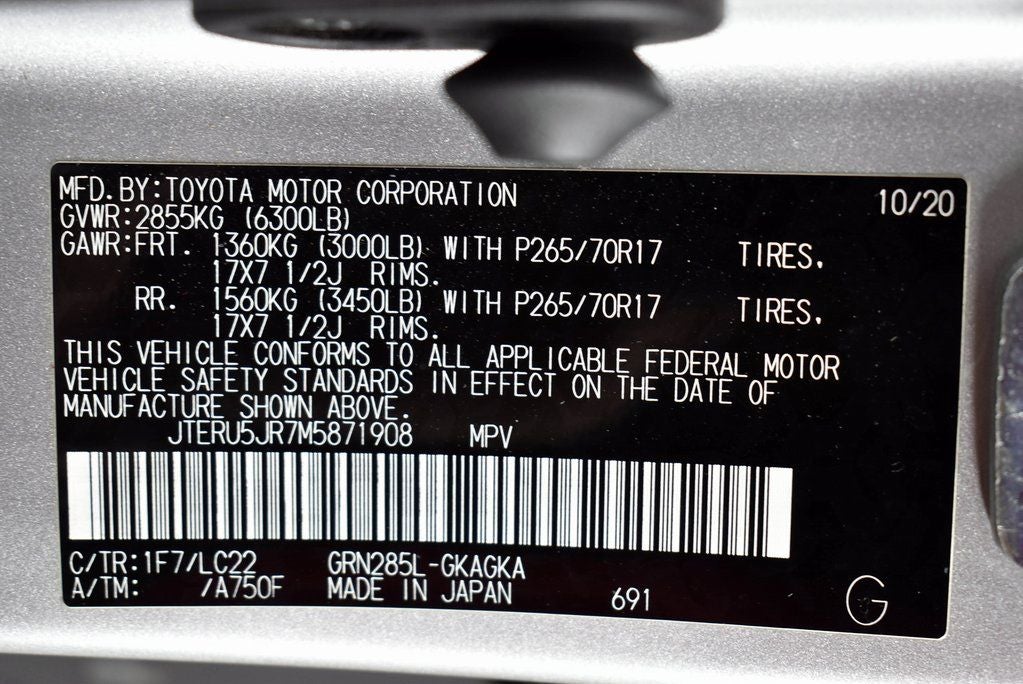 MFD.BY:TOYOTA MOTOR CORPORATION 10/20
GVWR:2855KG (6300LB)
GAWR:FRT. 1360KG (3000LB) WITH P265/70R17 TIRES.
17X7 1/2J RIMS.
RR. 1560KG (3450LB) WITH P265/70R17 TIRES.
17X7 1/2J RIMS.
THIS VEHICLE CONFORMS TO ALL APPLICABLE FEDERAL MOTOR
VEHICLE SAFETY STANDARDS IN EFFECT ON THE DATE OF
MANUFACTURE SHOWN ABOVE.
JTERU5JR7M5871908 MPV
C/TR:1F7/LC22 GRN285L-GKAGKA
A/TM: /A750F MADE IN JAPAN 691 G